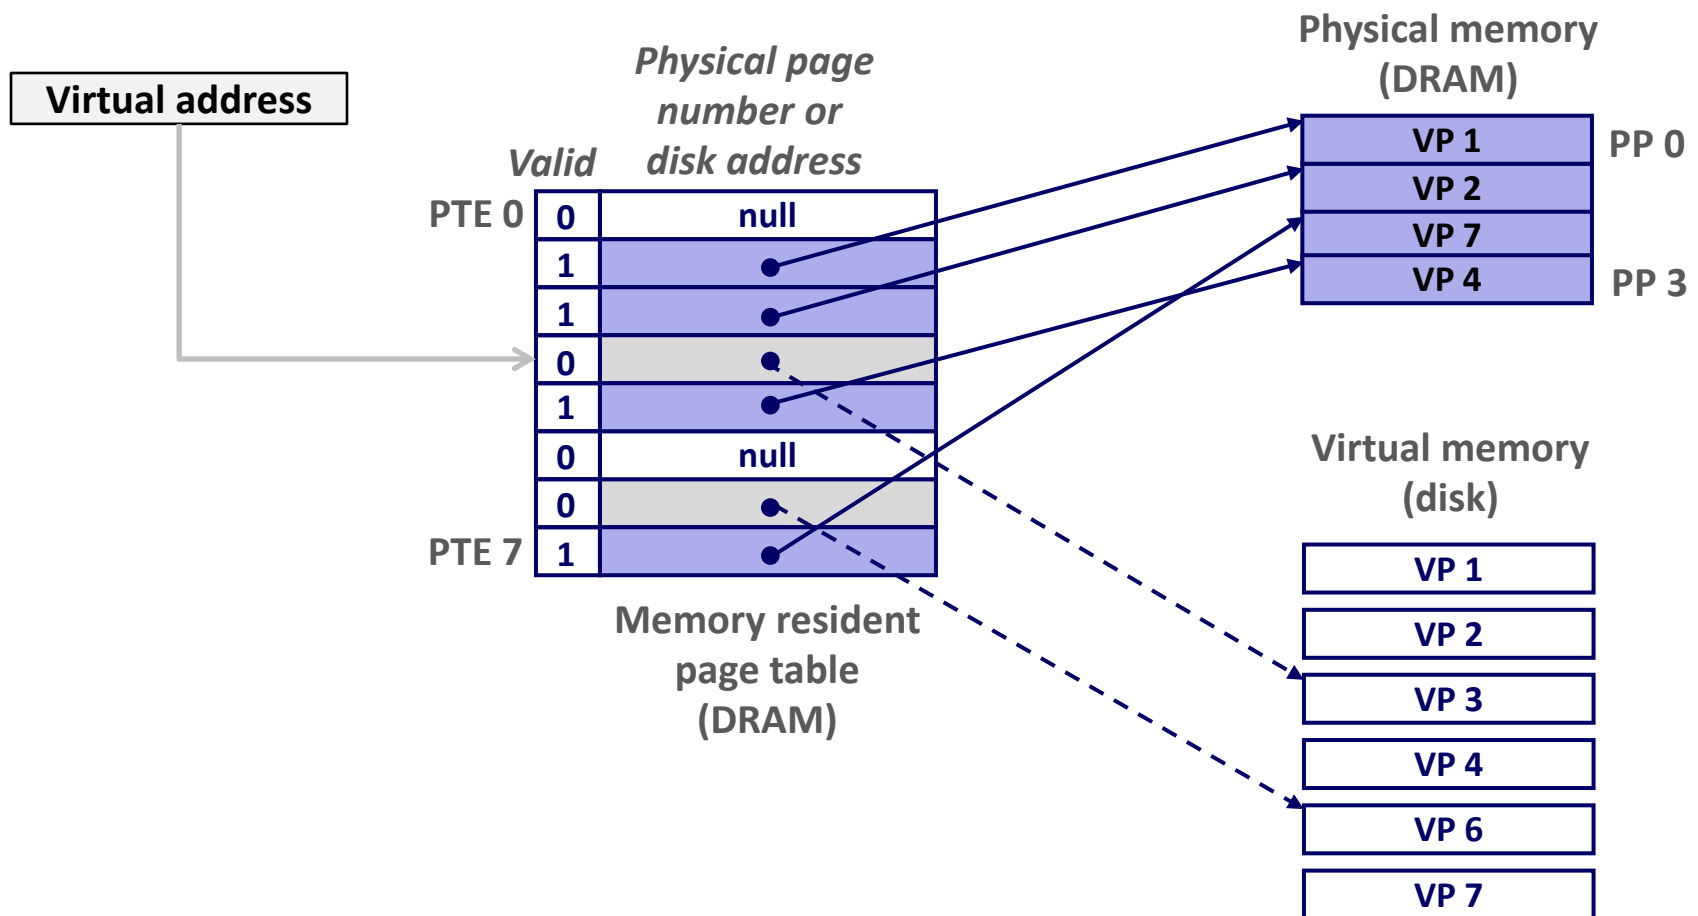 Virtual address
Physical page
number or
disk address
Valid
PTE 0
0
null
1
1
0
1
0
null
0
PTE 7
1
Memory resident
page table
(DRAM)
Physical memory
(DRAM)
VP 1
PP 0
VP 2
VP 7
VP 4
PP 3
Virtual memory
(disk)
VP 1
VP 2
VP 3
VP 4
VP 6
VP 7